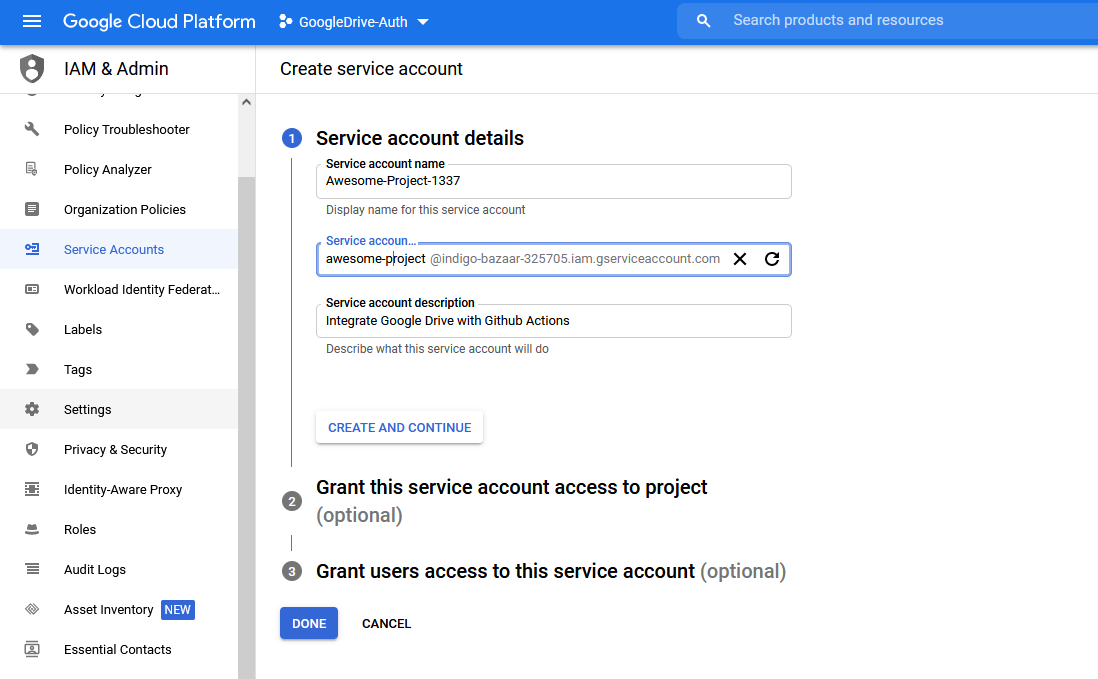 Google Cloud Platform
GoogleDrive-Auth
Search products and resources
IAM & Admin
Create service account
Policy Troubleshooter
Policy Analyzer
Organization Policies
Service Accounts
Workload Identity Federat...
Labels
Tags
Settings
Privacy & Security
Identity-Aware Proxy
Roles
Audit Logs
Asset Inventory NEW
Essential Contacts
1 Service account details
Service account name
Awesome-Project-1337
Display name for this service account
Service accoun...
awesome-project @indigo-bazaar-325705.iam.gserviceaccount.com
Service account description
Integrate Google Drive with Github Actions
Describe what this service account will do
CREATE AND CONTINUE
2 Grant this service account access to project
(optional)
3 Grant users access to this service account (optional)
DONE CANCEL